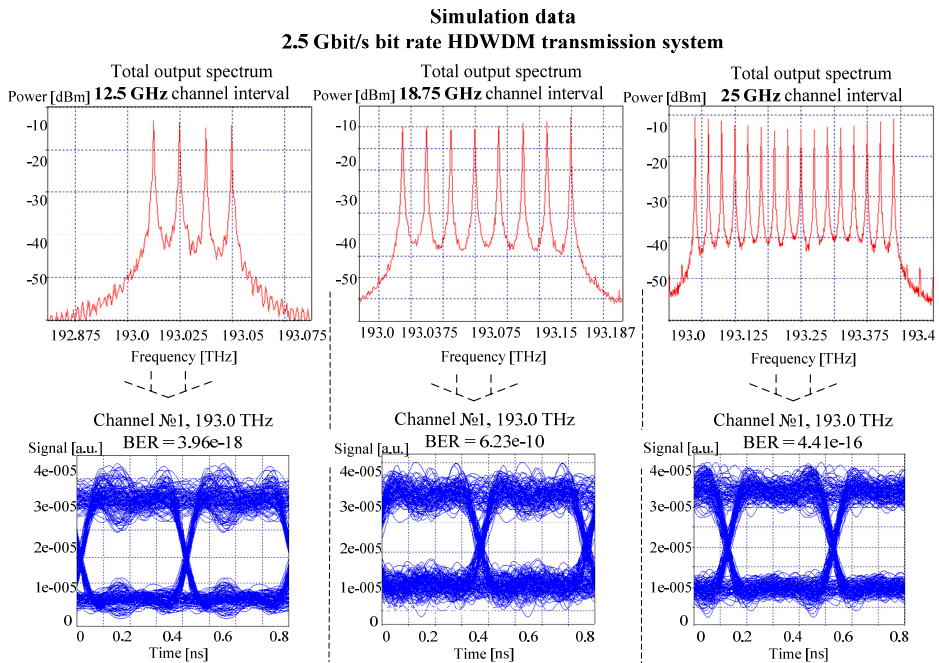 Simulation data
2.5 Gbit/s bit rate HDWDM transmission system
Total output spectrum
Power [dBm] 12.5 GHz channel interval
-10
-20
-30
-40
-50
192.875 193.0 193.025 193.05 193.075
Frequency [THz]
Channel №1, 193.0 THz
BER = 3.96e-18
Signal [a.u.]
4e-005
3e-005
2e-005
1e-005
0
0 0.2 0.4 0.6 0.8
Time [ns]
Total output spectrum
Power [dBm] 18.75 GHz channel interval
-10
-20
-30
-40
-50
193.0 193.0375 193.075 193.15 193.187
Frequency [THz]
Channel №1, 193.0 THz
BER = 6.23e-10
Signal [a.u.]
4e-005
3e-005
2e-005
1e-005
0
0 0.2 0.4 0.6 0.8
Time [ns]
Total output spectrum
Power [dBm] 25 GHz channel interval
-10
-20
-30
-40
-50
193.0 193.125 193.25 193.375 193.4
Frequency [THz]
Channel №1, 193.0 THz
BER = 4.41e-16
Signal [a.u.]
4e-005
3e-005
2e-005
1e-005
0
0 0.2 0.4 0.6 0.8
Time [ns]